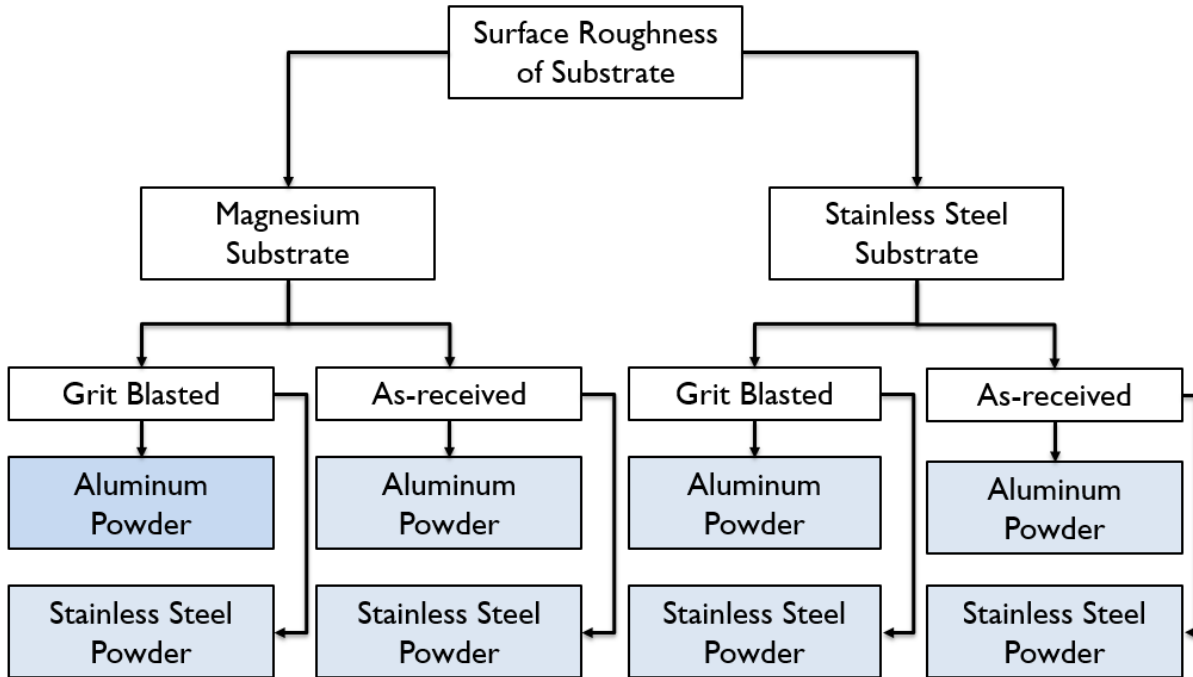 Surface Roughness
of Substrate
Magnesium
Substrate
Stainless Steel
Substrate
Grit Blasted
As-received
Grit Blasted
As-received
Aluminum
Powder
Aluminum
Powder
Aluminum
Powder
Aluminum
Powder
Stainless Steel
Powder
Stainless Steel
Powder
Stainless Steel
Powder
Stainless Steel
Powder